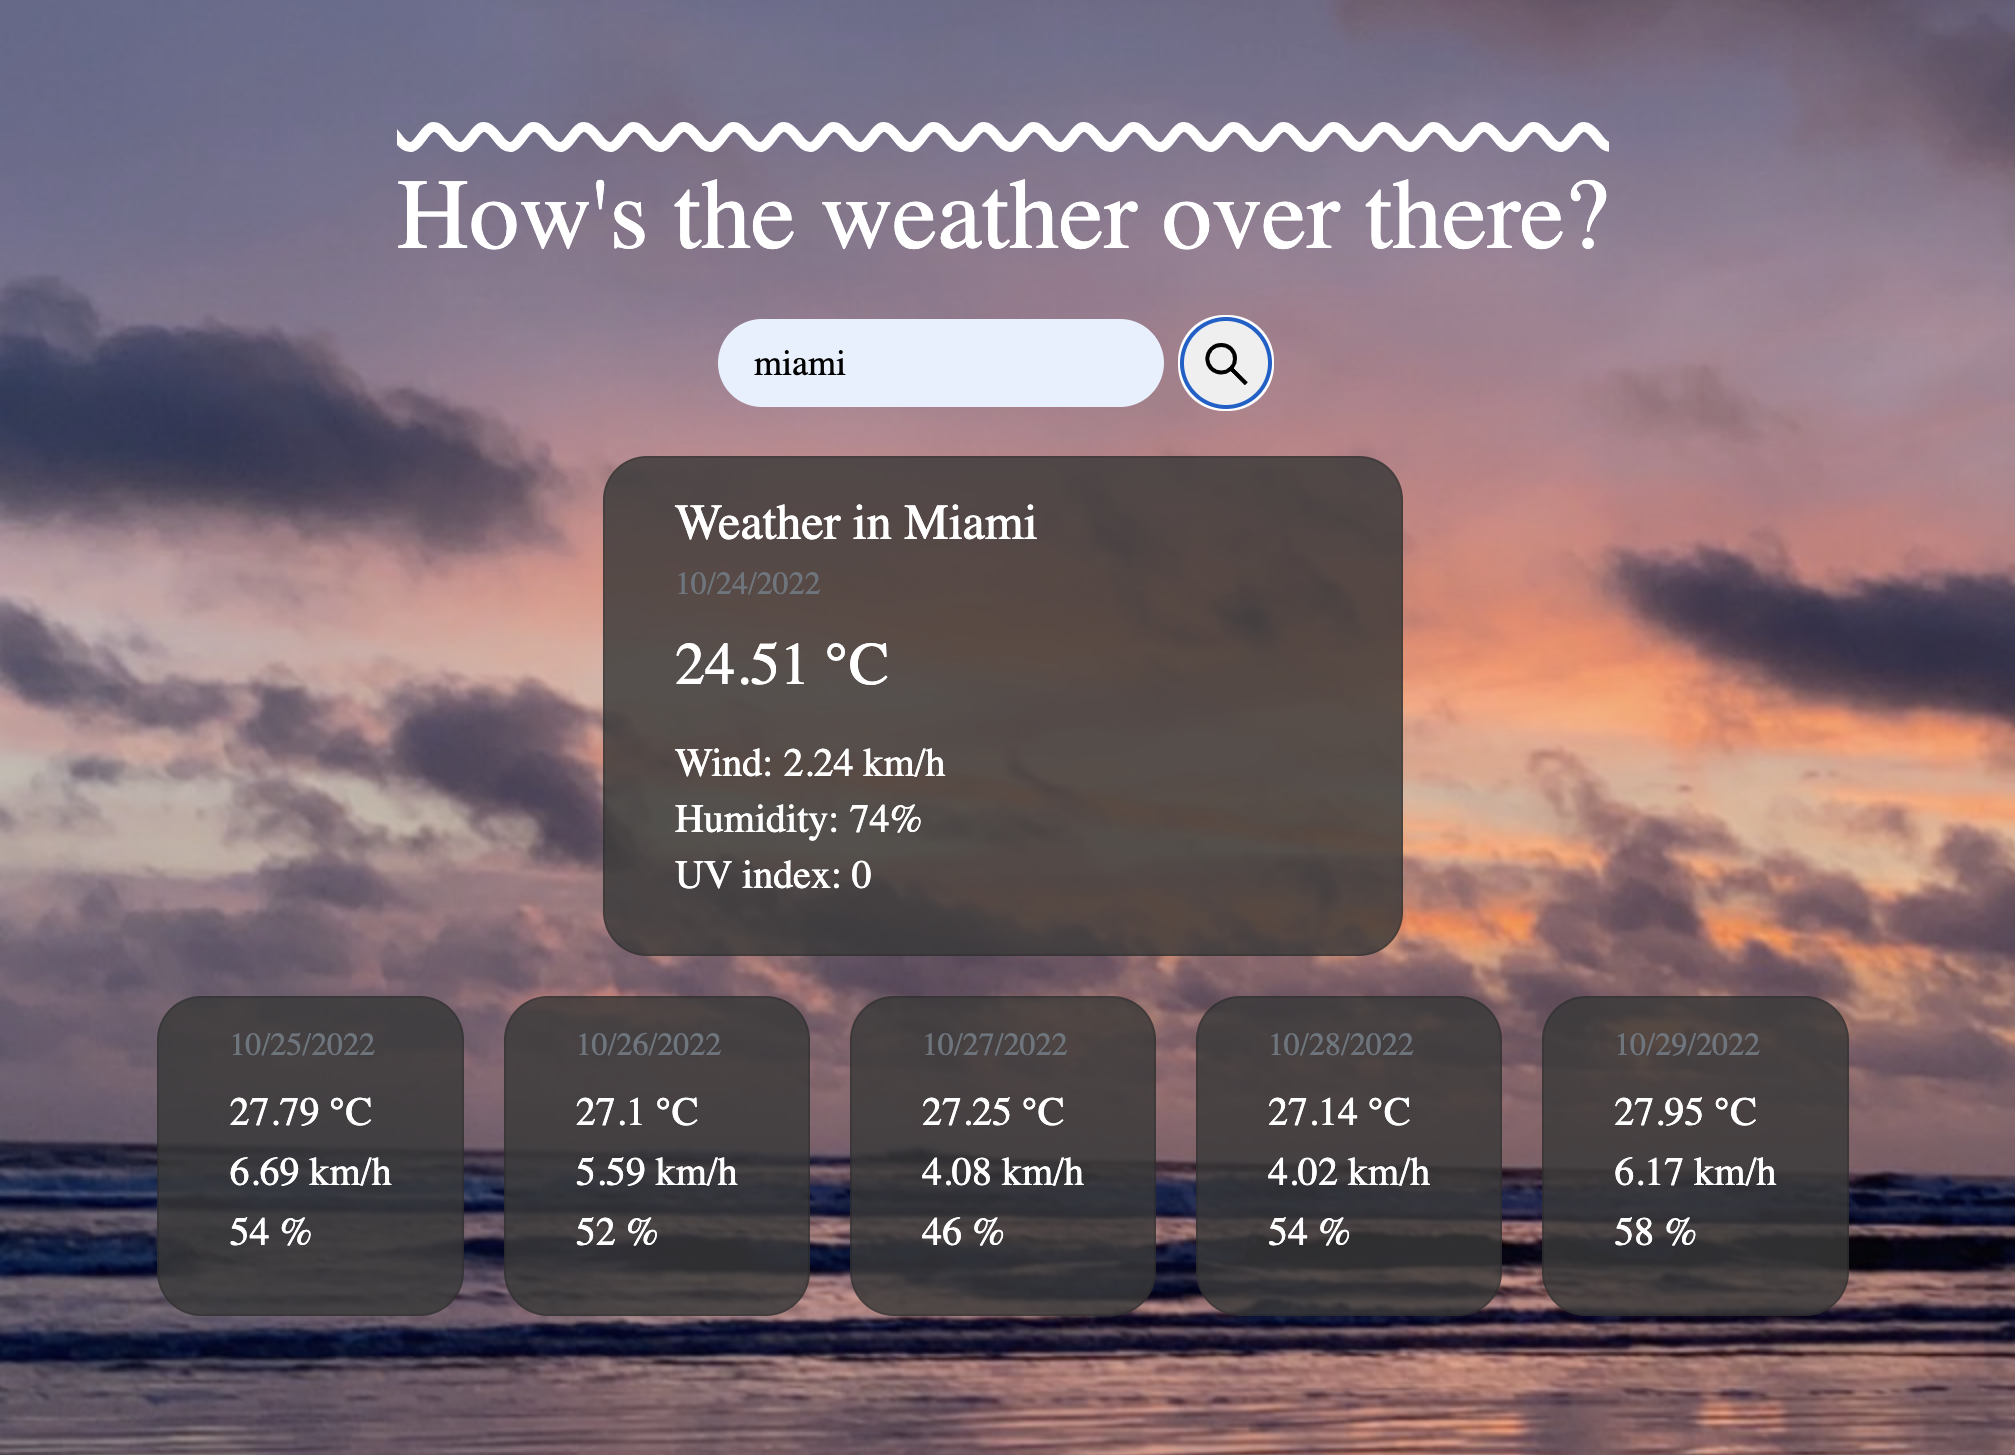 How's the weather over there?
miami
Weather in Miami
10/24/2022
24.51 °C
Wind: 2.24 km/h
Humidity: 74%
UV index: 0
10/25/2022
27.79 °C
6.69 km/h
54 %
10/26/2022
27.1 °C
5.59 km/h
52 %
10/27/2022
27.25 °C
4.08 km/h
46 %
10/28/2022
27.14 °C
4.02 km/h
54 %
10/29/2022
27.95 °C
6.17 km/h
58 %